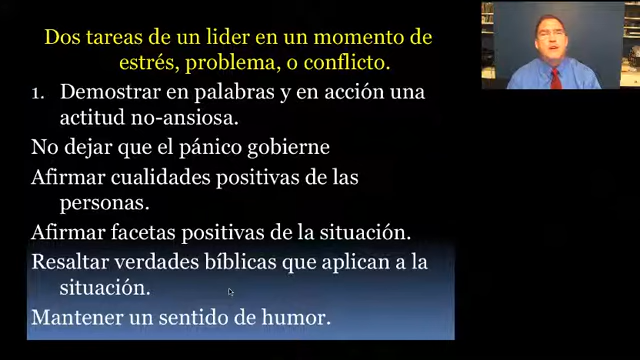 Dos tareas de un lider en un momento de
estrés, problema, o conflicto.
1. Demostrar en palabras y en acción una
actitud no-ansiosa.
No dejar que el pánico gobierne
Afirmar cualidades positivas de las
personas.
Afirmar facetas positivas de la situación.
Resaltar verdades bíblicas que aplican a la
situación.
Mantener un sentido de humor.